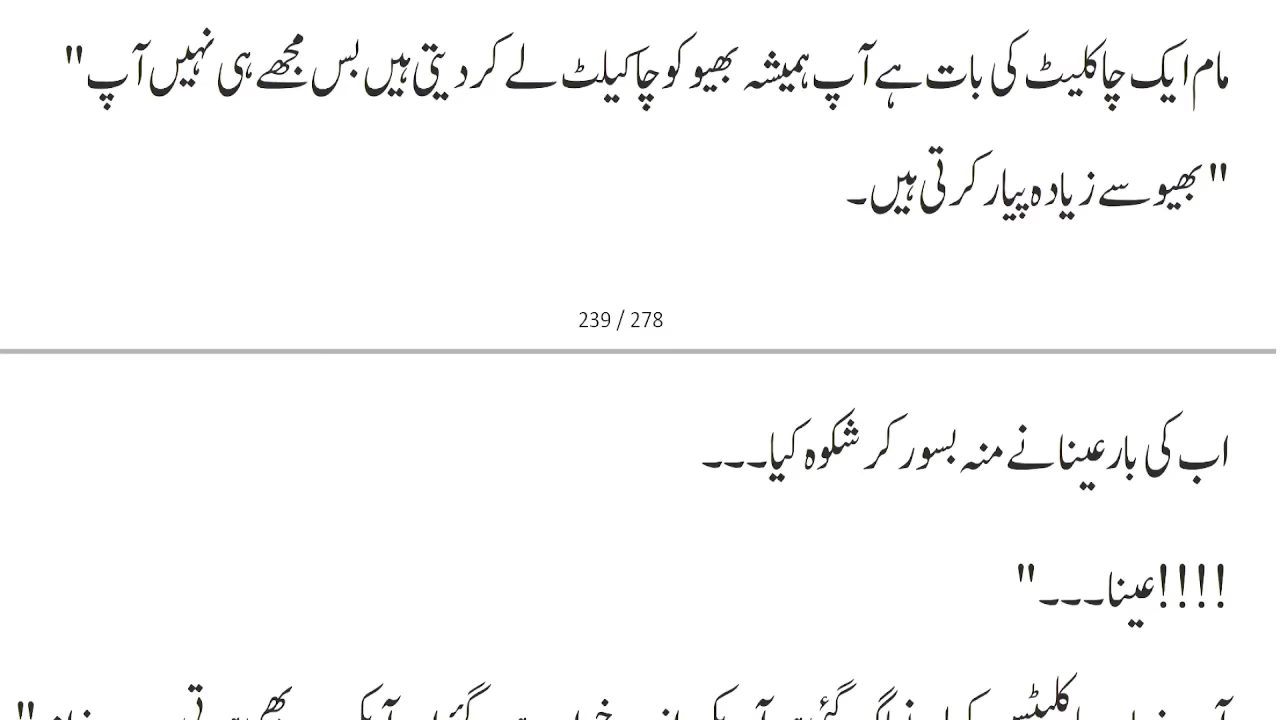 مام ایک چاکلیٹ کی بات ہے آپ ہمیشہ بھیو کو چاکیلٹ لے کر دیتی ہیں بس مجھے ہی نہیں آپ "
" بھیو سے زیادہ پیار کرتی ہیں۔
239 / 278
اب کی بار عینا نے منہ بسور کر شکوہ کیا۔۔۔
!!!!عینا۔۔۔"